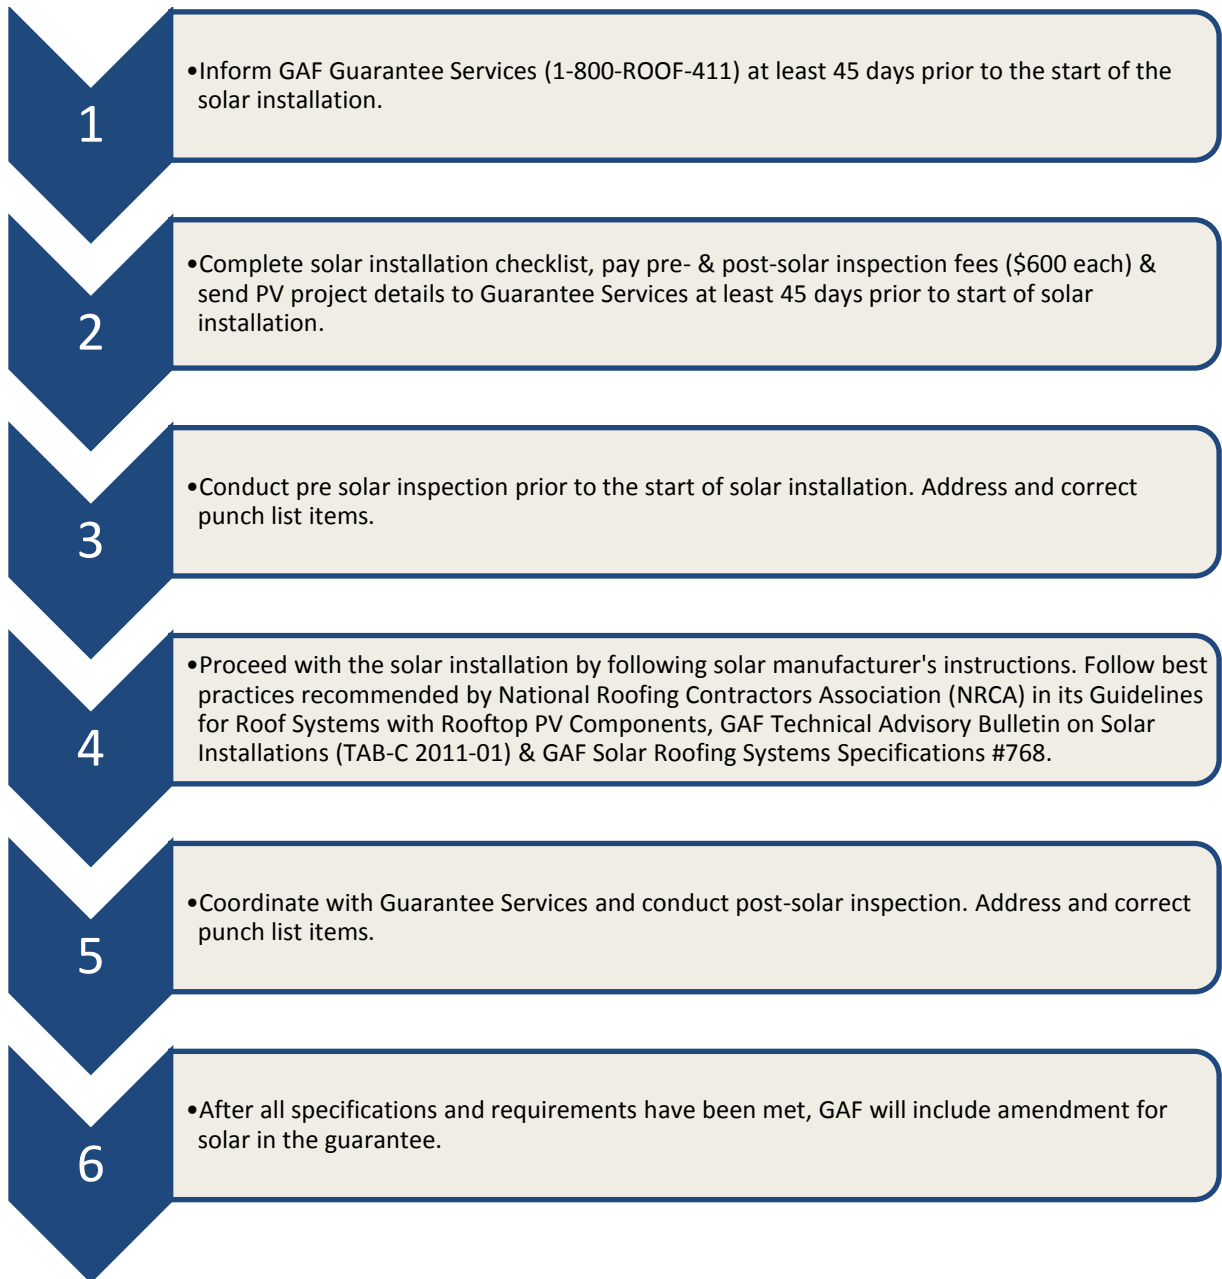 1
•Inform GAF Guarantee Services (1-800-ROOF-411) at least 45 days prior to the start of the
solar installation.
2
•Complete solar installation checklist, pay pre- & post-solar inspection fees ($600 each) &
send PV project details to Guarantee Services at least 45 days prior to start of solar
installation.
3
•Conduct pre solar inspection prior to the start of solar installation. Address and correct
punch list items.
4
•Proceed with the solar installation by following solar manufacturer's instructions. Follow best
practices recommended by National Roofing Contractors Association (NRCA) in its Guidelines
for Roof Systems with Rooftop PV Components, GAF Technical Advisory Bulletin on Solar
Installations (TAB-C 2011-01) & GAF Solar Roofing Systems Specifications #768.
5
•Coordinate with Guarantee Services and conduct post-solar inspection. Address and correct
punch list items.
6
•After all specifications and requirements have been met, GAF will include amendment for
solar in the guarantee.